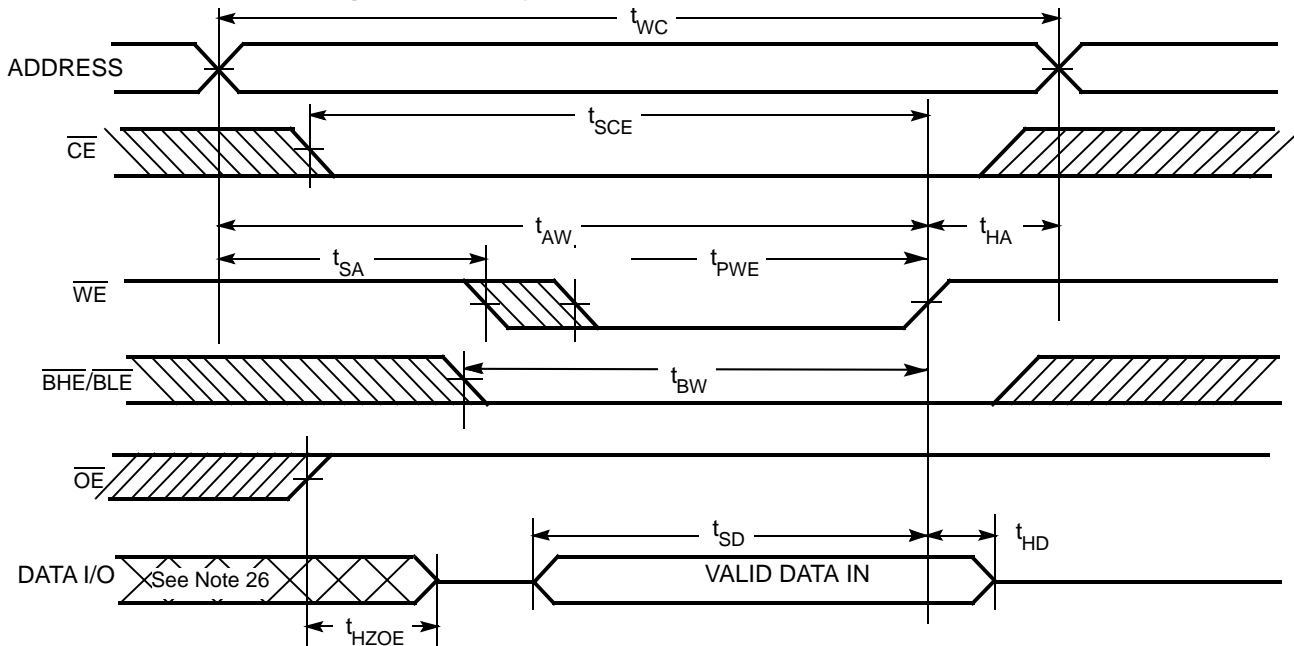 tWC
ADDRESS
tSCE
CE
tAW
tHA
tSA
tPWE
WE
BHE/BLE
tBW
OE
tSD
tHD
DATA I/O
See Note 26
VALID DATA IN
tHZOE